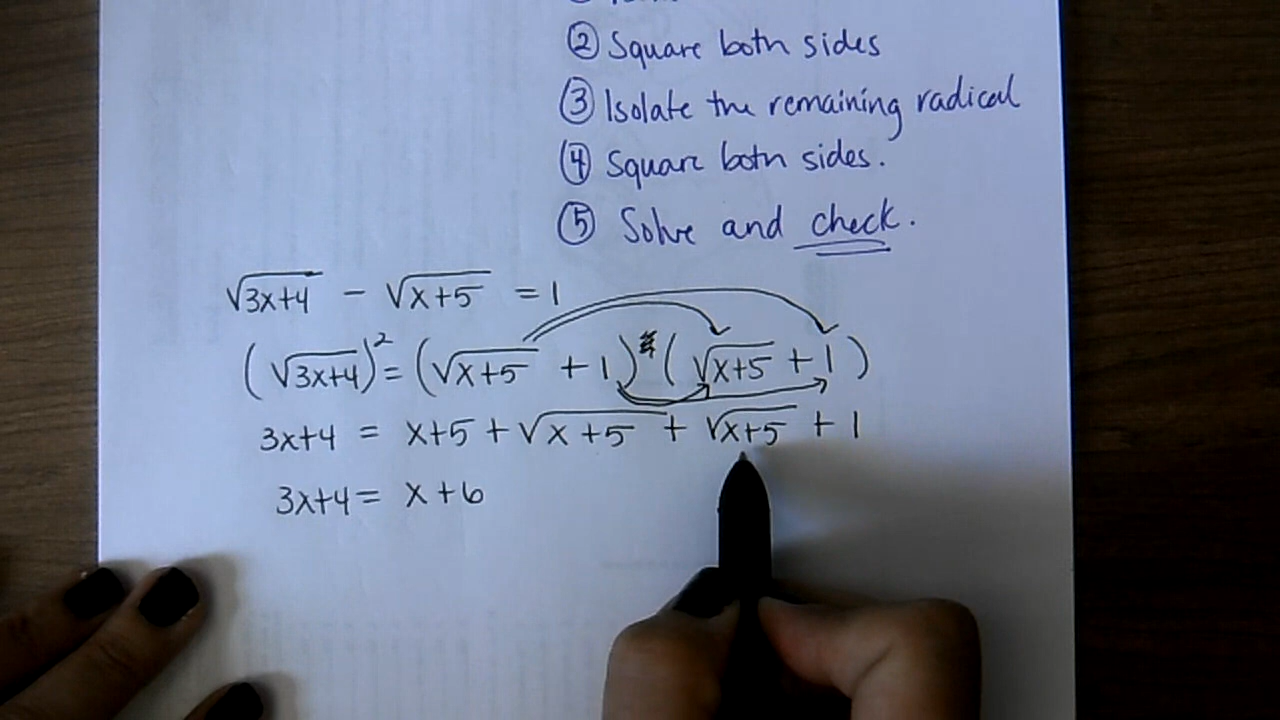 ② Square both sides
③ Isolate the remaining radical
④ Square both sides.
⑤ Solve and check.
√3x+4 - √x+5 = 1
(√3x+4)² = (√x+5 + 1)(√x+5 + 1)
3x+4 = x+5 + √x+5 + √x+5 + 1
3x+4 = x+6